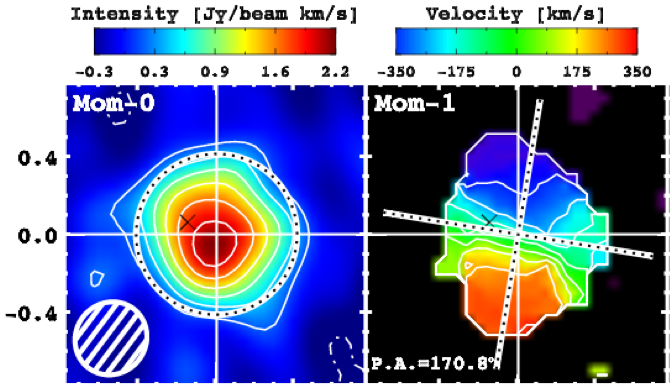 Intensity [Jy/beam km/s]
Velocity [km/s]
-0.3 0.3 0.9 1.6 2.2
-350 -175 0 175 350
Mom-0
Mom-1
0.4
0.0
-0.4
P.A.=170.8°